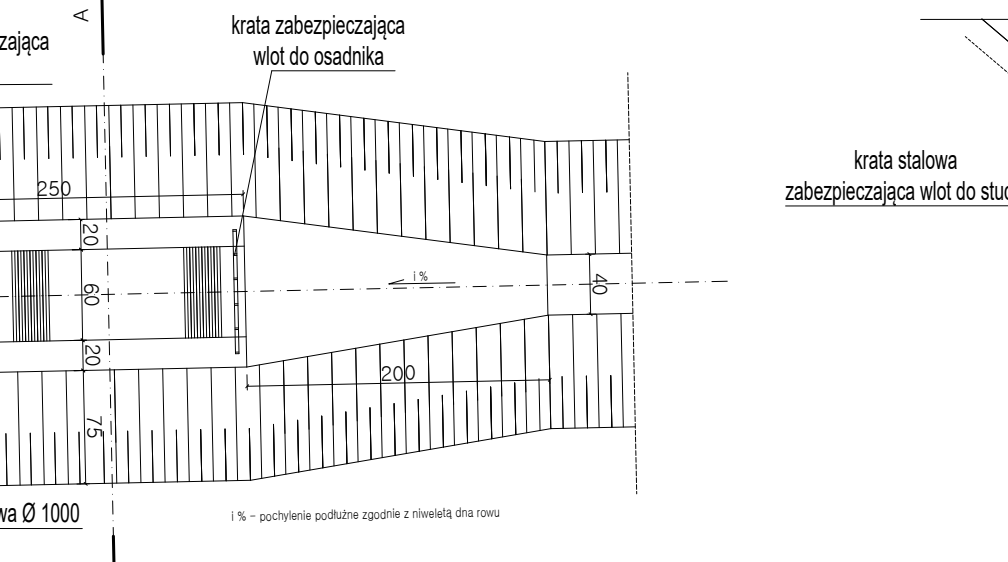 A
zająca
krata zabezpieczająca
wlot do osadnika
krata stalowa
zabezpieczająca wlot do stud
250
20
60
20
75
i %
40
200
wa Ø 1000
i % - pochylenie podłużne zgodnie z niweletą dna rowu